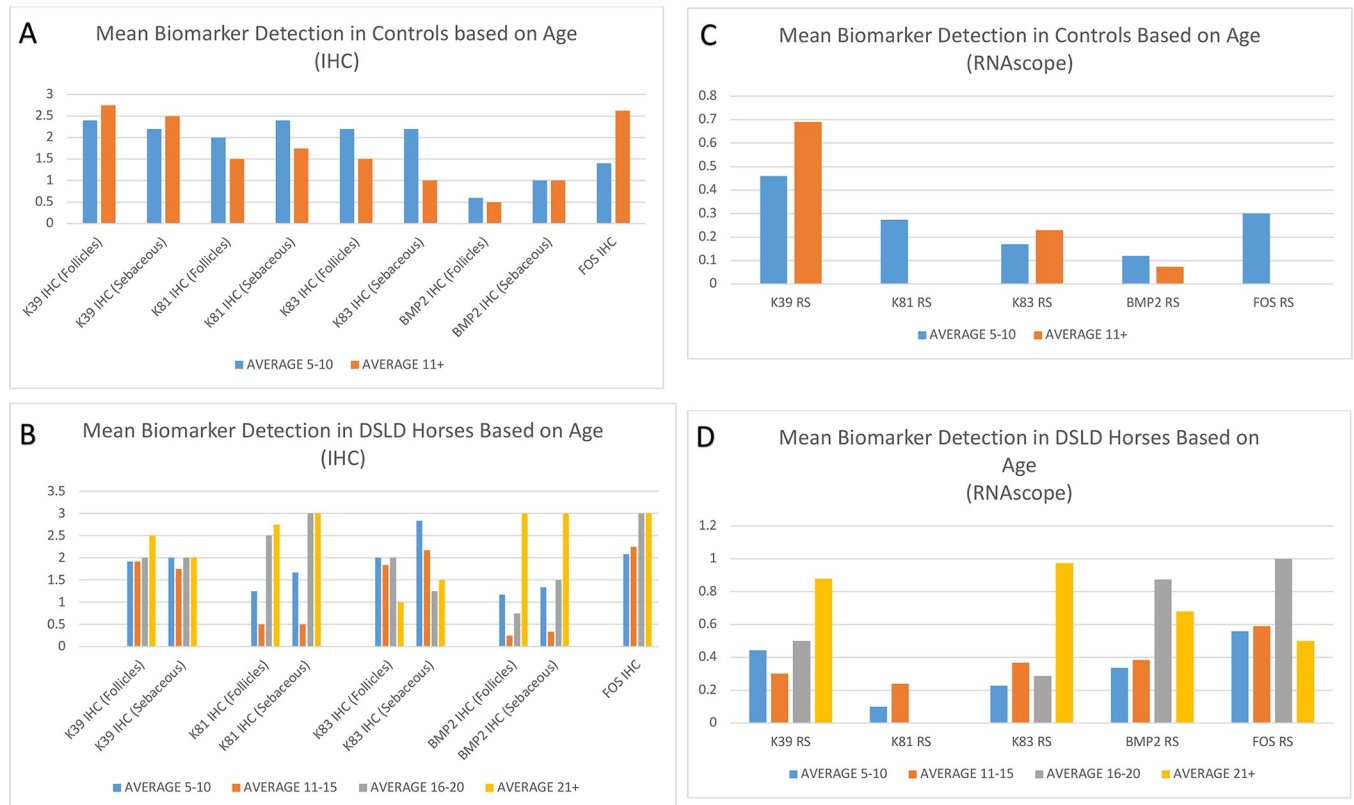 A
Mean Biomarker Detection in Controls based on Age
(IHC)
3
2.5
2
1.5
1
0.5
0
K39 IHC (Follicles)
K39 IHC (Sebaceous)
K81 IHC (Follicles)
K81 IHC (Sebaceous)
K83 IHC (Follicles)
K83 IHC (Sebaceous)
BMP2 IHC (Follicles)
BMP2 IHC (Sebaceous)
FOS IHC
AVERAGE 5-10 AVERAGE 11+
C
Mean Biomarker Detection in Controls Based on Age
(RNAscope)
0.8
0.7
0.6
0.5
0.4
0.3
0.2
0.1
0
K39 RS K81 RS K83 RS BMP2 RS FOS RS
AVERAGE 5-10 AVERAGE 11+
B
Mean Biomarker Detection in DSLD Horses Based on Age
(IHC)
3.5
3
2.5
2
1.5
1
0.5
0
K39 IHC (Follicles)
K39 IHC (Sebaceous)
K81 IHC (Follicles)
K81 IHC (Sebaceous)
K83 IHC (Follicles)
K83 IHC (Sebaceous)
BMP2 IHC (Follicles)
BMP2 IHC (Sebaceous)
FOS IHC
AVERAGE 5-10 AVERAGE 11-15 AVERAGE 16-20 AVERAGE 21+
D
Mean Biomarker Detection in DSLD Horses Based on
Age
(RNAscope)
1.2
1
0.8
0.6
0.4
0.2
0
K39 RS K81 RS K83 RS BMP2 RS FOS RS
AVERAGE 5-10 AVERAGE 11-15 AVERAGE 16-20 AVERAGE 21+